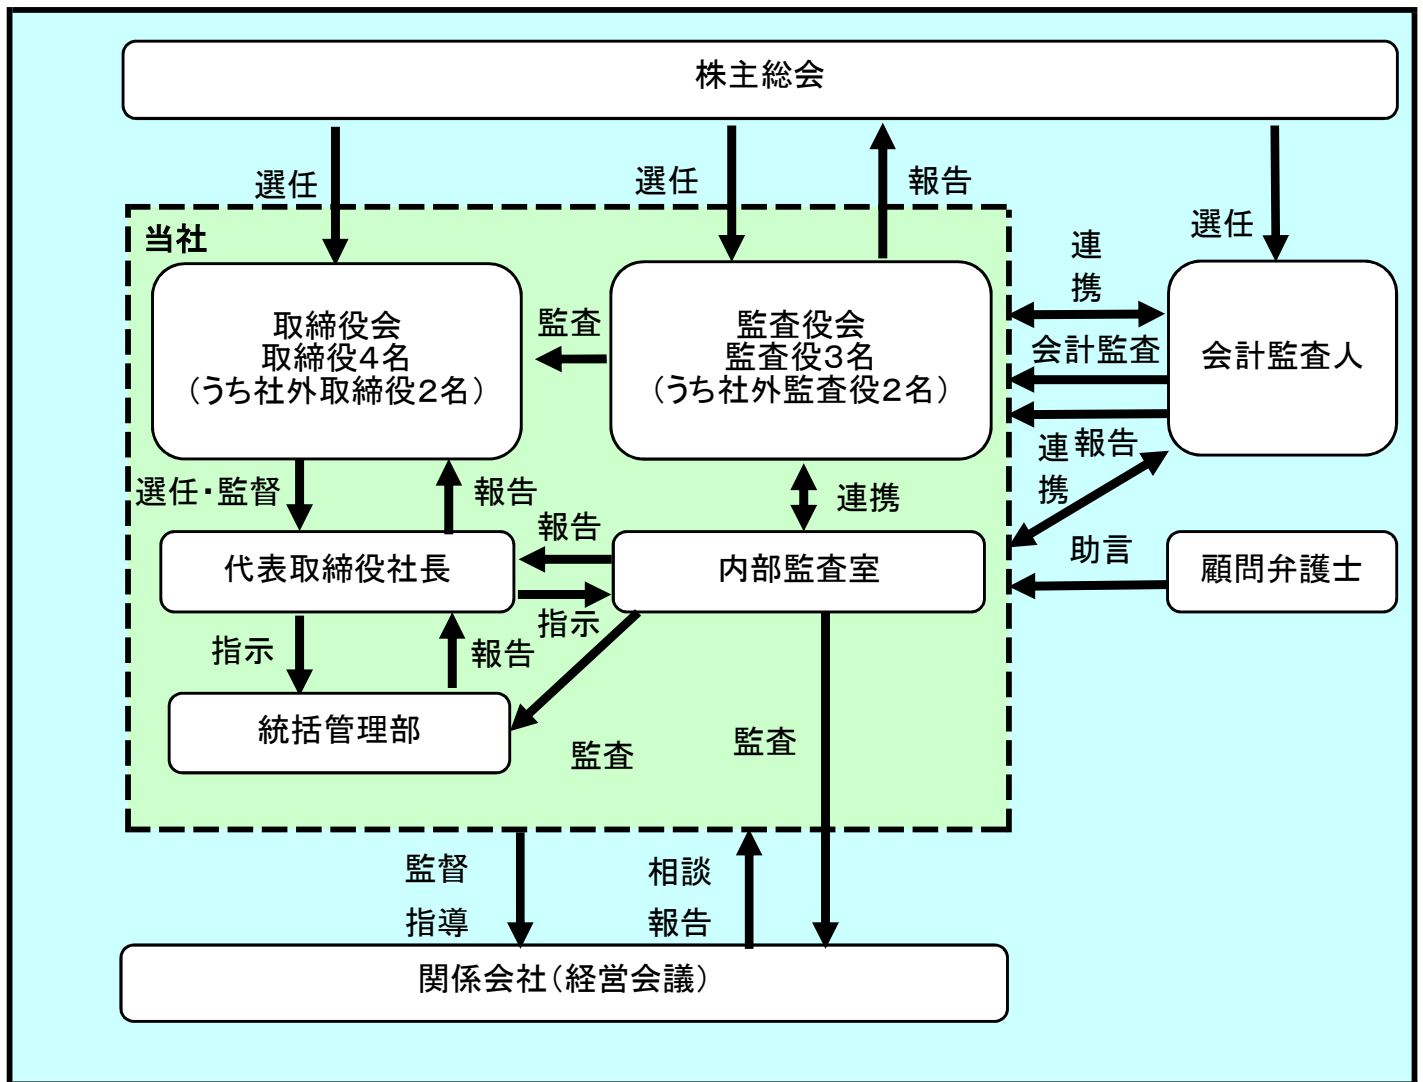 株主総会
選任
選任
報告
選任
当社
連
携
取締役会
取締役4名
（うち社外取締役2名）
監査
監査役会
監査役3名
（うち社外監査役2名）
会計監査
会計監査人
報告
連
携
選任・監督
報告
連携
報告
助言
代表取締役社長
内部監査室
顧問弁護士
指示
指示
報告
統括管理部
監査
監査
監督
指導
相談
報告
関係会社（経営会議）